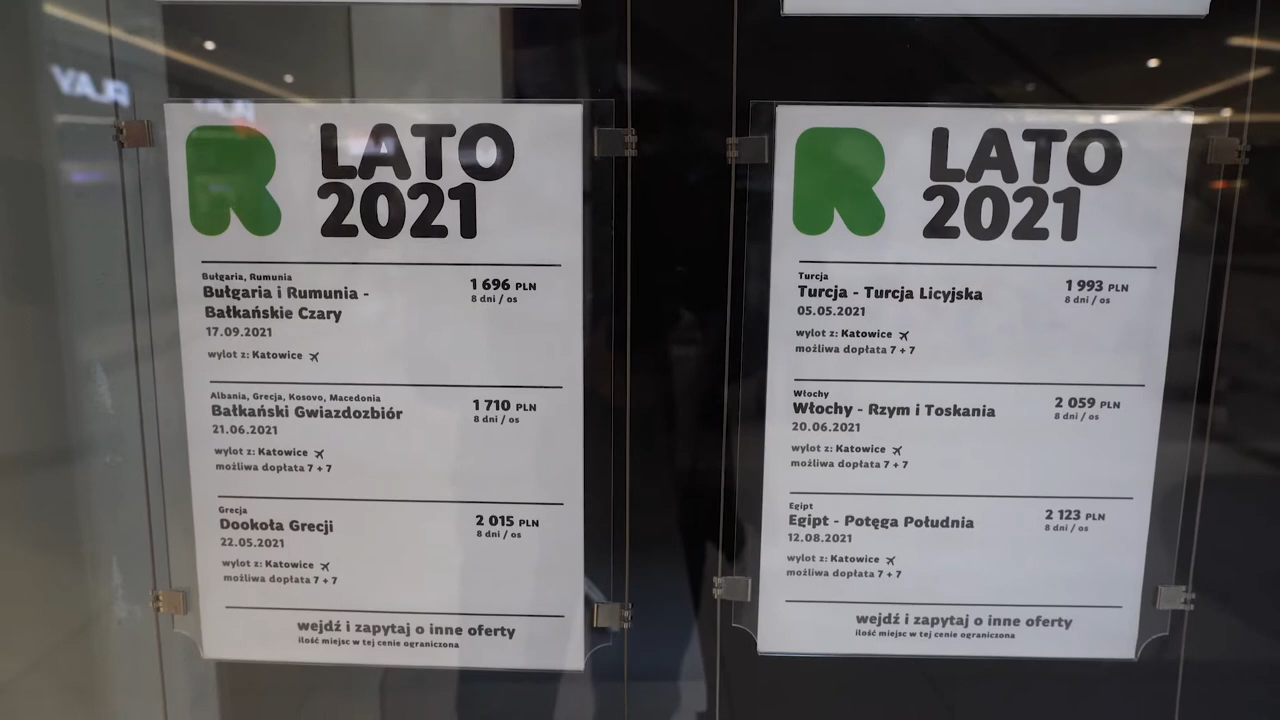 PLAY
PLAY
R LATO
2021
Bułgaria, Rumunia
Bułgaria i Rumunia -
Bałkańskie Czary
1 696 PLN
8 dni / os
17.09.2021
wylot z: Katowice
Albania, Grecja, Kosovo, Macedonia
Bałkański Gwiazdozbiór
1 710 PLN
8 dni / os
21.06.2021
wylot z: Katowice
możliwa dopłata 7 + 7
Grecja
Dookoła Grecji
2 015 PLN
8 dni / os
22.05.2021
wylot z: Katowice
możliwa dopłata 7 + 7
wejdź i zapytaj o inne oferty
ilość miejsc w tej cenie ograniczona
R LATO
2021
Turcja
Turcja - Turcja Licyjska
1 993 PLN
8 dni / os
05.05.2021
wylot z: Katowice
możliwa dopłata 7 + 7
Włochy
Włochy - Rzym i Toskania
2 059 PLN
8 dni / os
20.06.2021
wylot z: Katowice
możliwa dopłata 7 + 7
Egipt
Egipt - Potęga Południa
2 123 PLN
8 dni / os
12.08.2021
wylot z: Katowice
możliwa dopłata 7 + 7
wejdź i zapytaj o inne oferty
ilość miejsc w tej cenie ograniczona